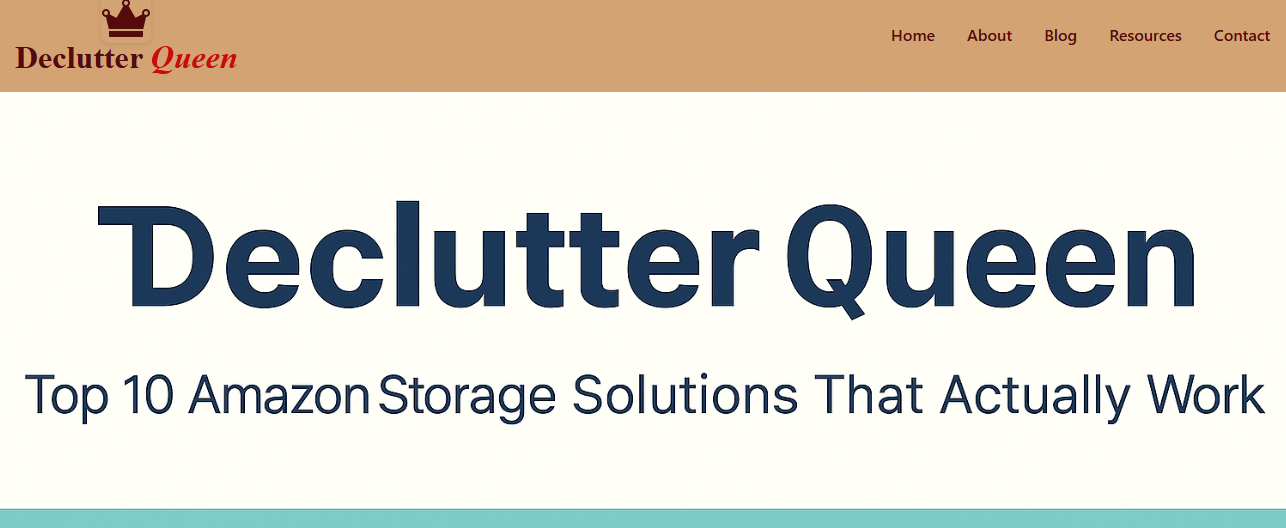 Declutter Queen
Home About Blog Resources Contact
Declutter Queen
Top 10 Amazon Storage Solutions That Actually Work